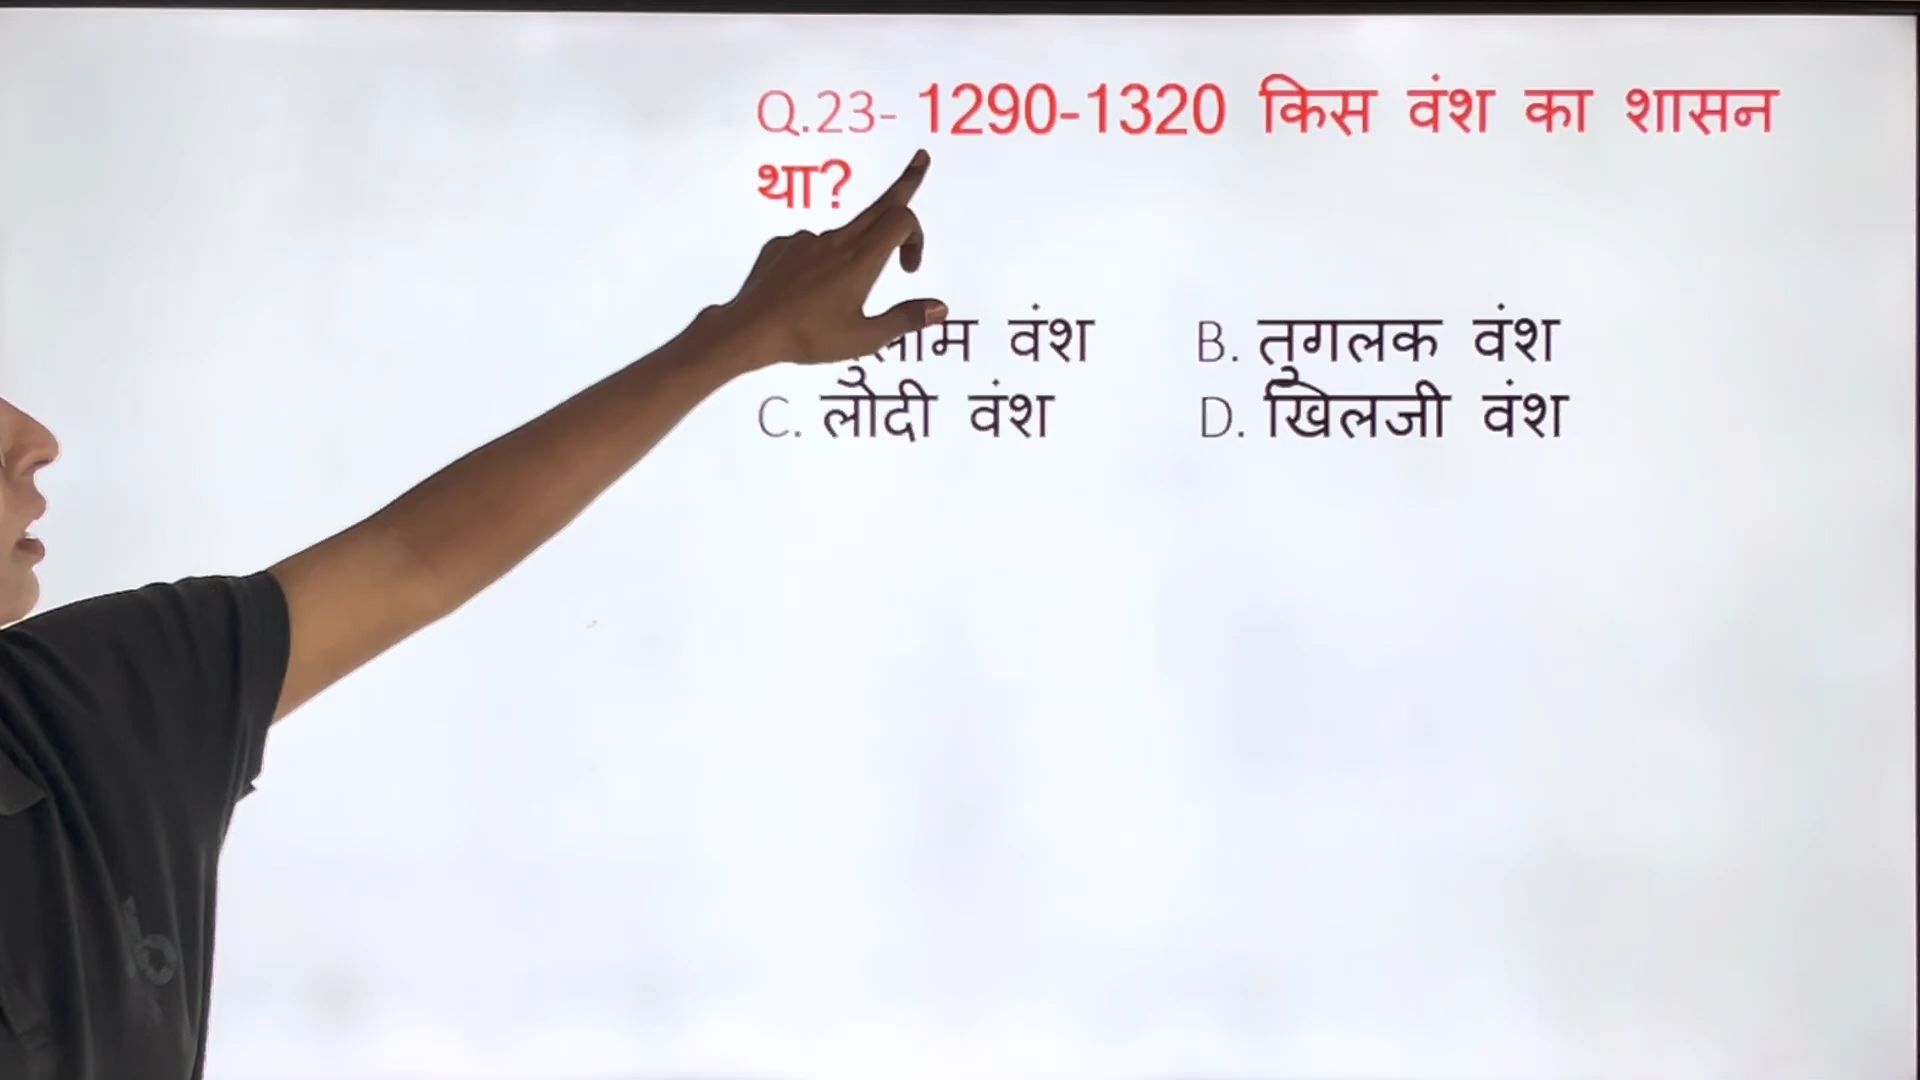 Q.23- 1290-1320 किस वंश का शासन
था?
वंश B. तुगलक वंश
C. लोदी वंश D. खिलजी वंश